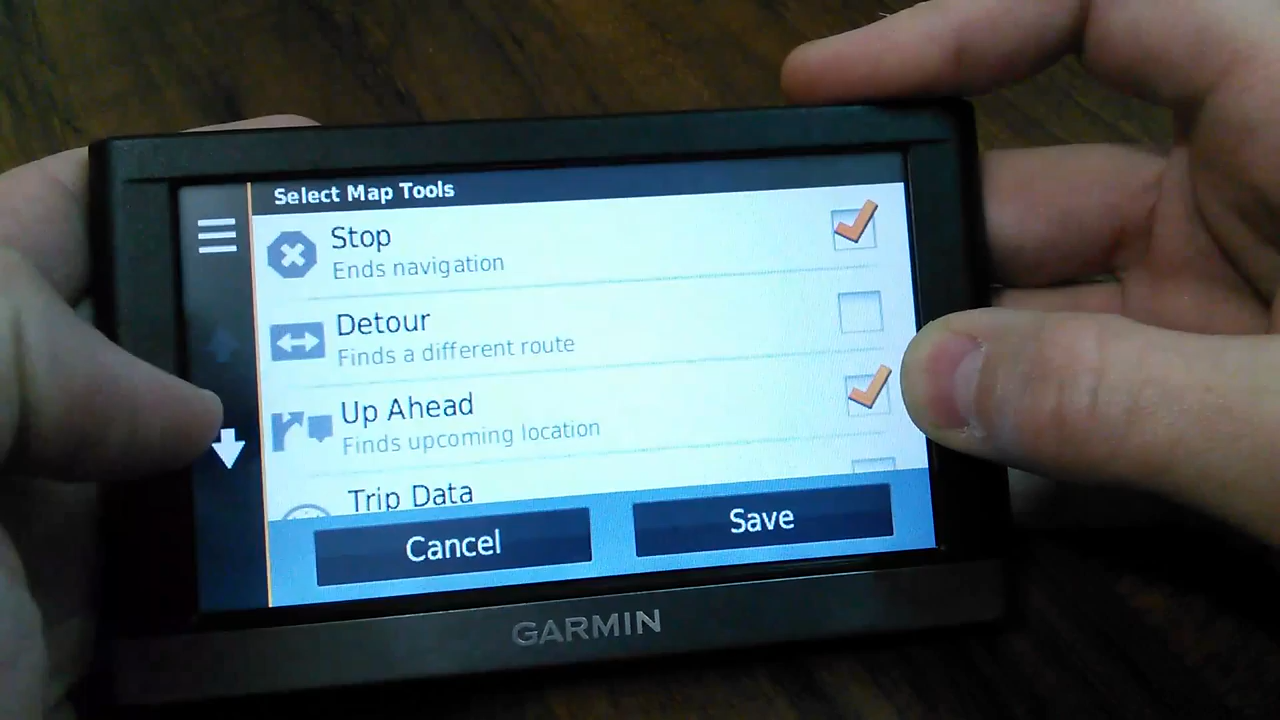 Select Map Tools
Stop
Ends navigation
Detour
Finds a different route
Up Ahead
Finds upcoming location
Trip Data
Cancel
Save
GARMIN